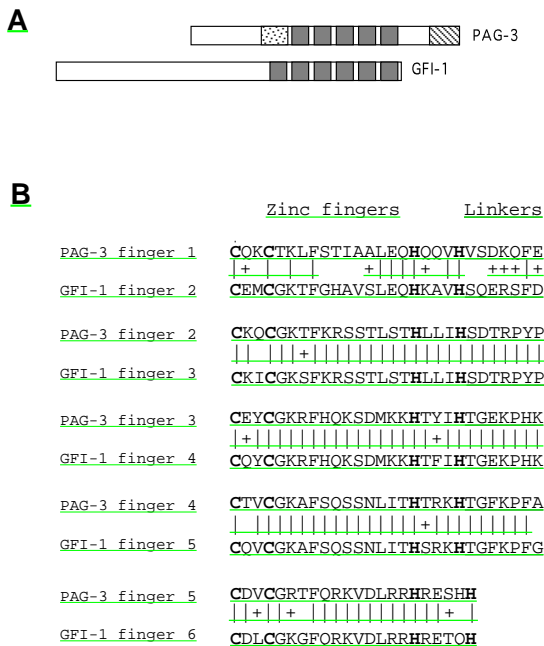 A
PAG-3
GFI-1
B
Zinc fingers Linkers
PAG-3 finger 1 CQKCTKLFSTIAALEQHQQVHVSDKQFE
|+ | | | | +||||+ || +++ |+
GFI-1 finger 2 CEMCGKTFGHAVSLEQHKAVHSQERSFD
PAG-3 finger 2 CKQCGKTFKRSSTLSTHLLIHSDTRPYP
|| |||+|||||||||||||||||||||
GFI-1 finger 3 CKICGKSFKRSSTLSTHLLIHSDTRPYP
PAG-3 finger 3 CEYCGKRFHQKSDMKKHTYIHTGEKPHK
|+||||||||||||||||+|||||||||
GFI-1 finger 4 CQYCGKRFHQKSDMKKHTFIHTGEKPHK
PAG-3 finger 4 CTVCGKAFSQSSNLITHTRKHTGFKPFA
| |||||||||||||||+|||||||||
GFI-1 finger 5 CQVCGKAFSQSSNLITHSRKHTGFKPFG
PAG-3 finger 5 CDVCGRTFQRKVDLRRHRESHH
||+||+ ||||||||||||+ |
GFI-1 finger 6 CDLCGKGFQRKVDLRRHRETQH